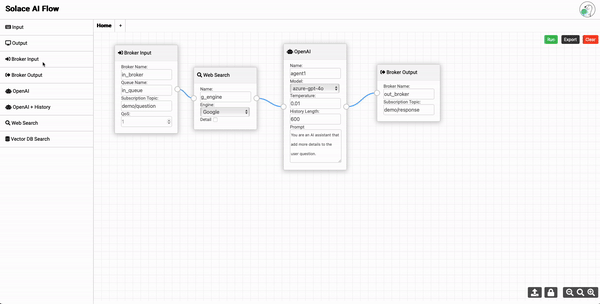 Solace AI Flow
Input
Output
Broker Input
Broker Output
OpenAI
OpenAI + History
Web Search
Vector DB Search
Home +
Run Export Clear
Broker Input
Broker Name:
in_broker
Queue Name:
in_queue
Subscription Topic:
demo/question
QoS:
1
Web Search
Name:
g_engine
Engine
Google
Detail
OpenAI
Name:
agent1
Model:
azure-gpt-4o
Temperature:
0.01
History Length:
600
Prompt
You are an AI assistant that
add more details to the
user question.
Broker Output
Broker Name:
out_broker
Subscription Topic:
demo/response